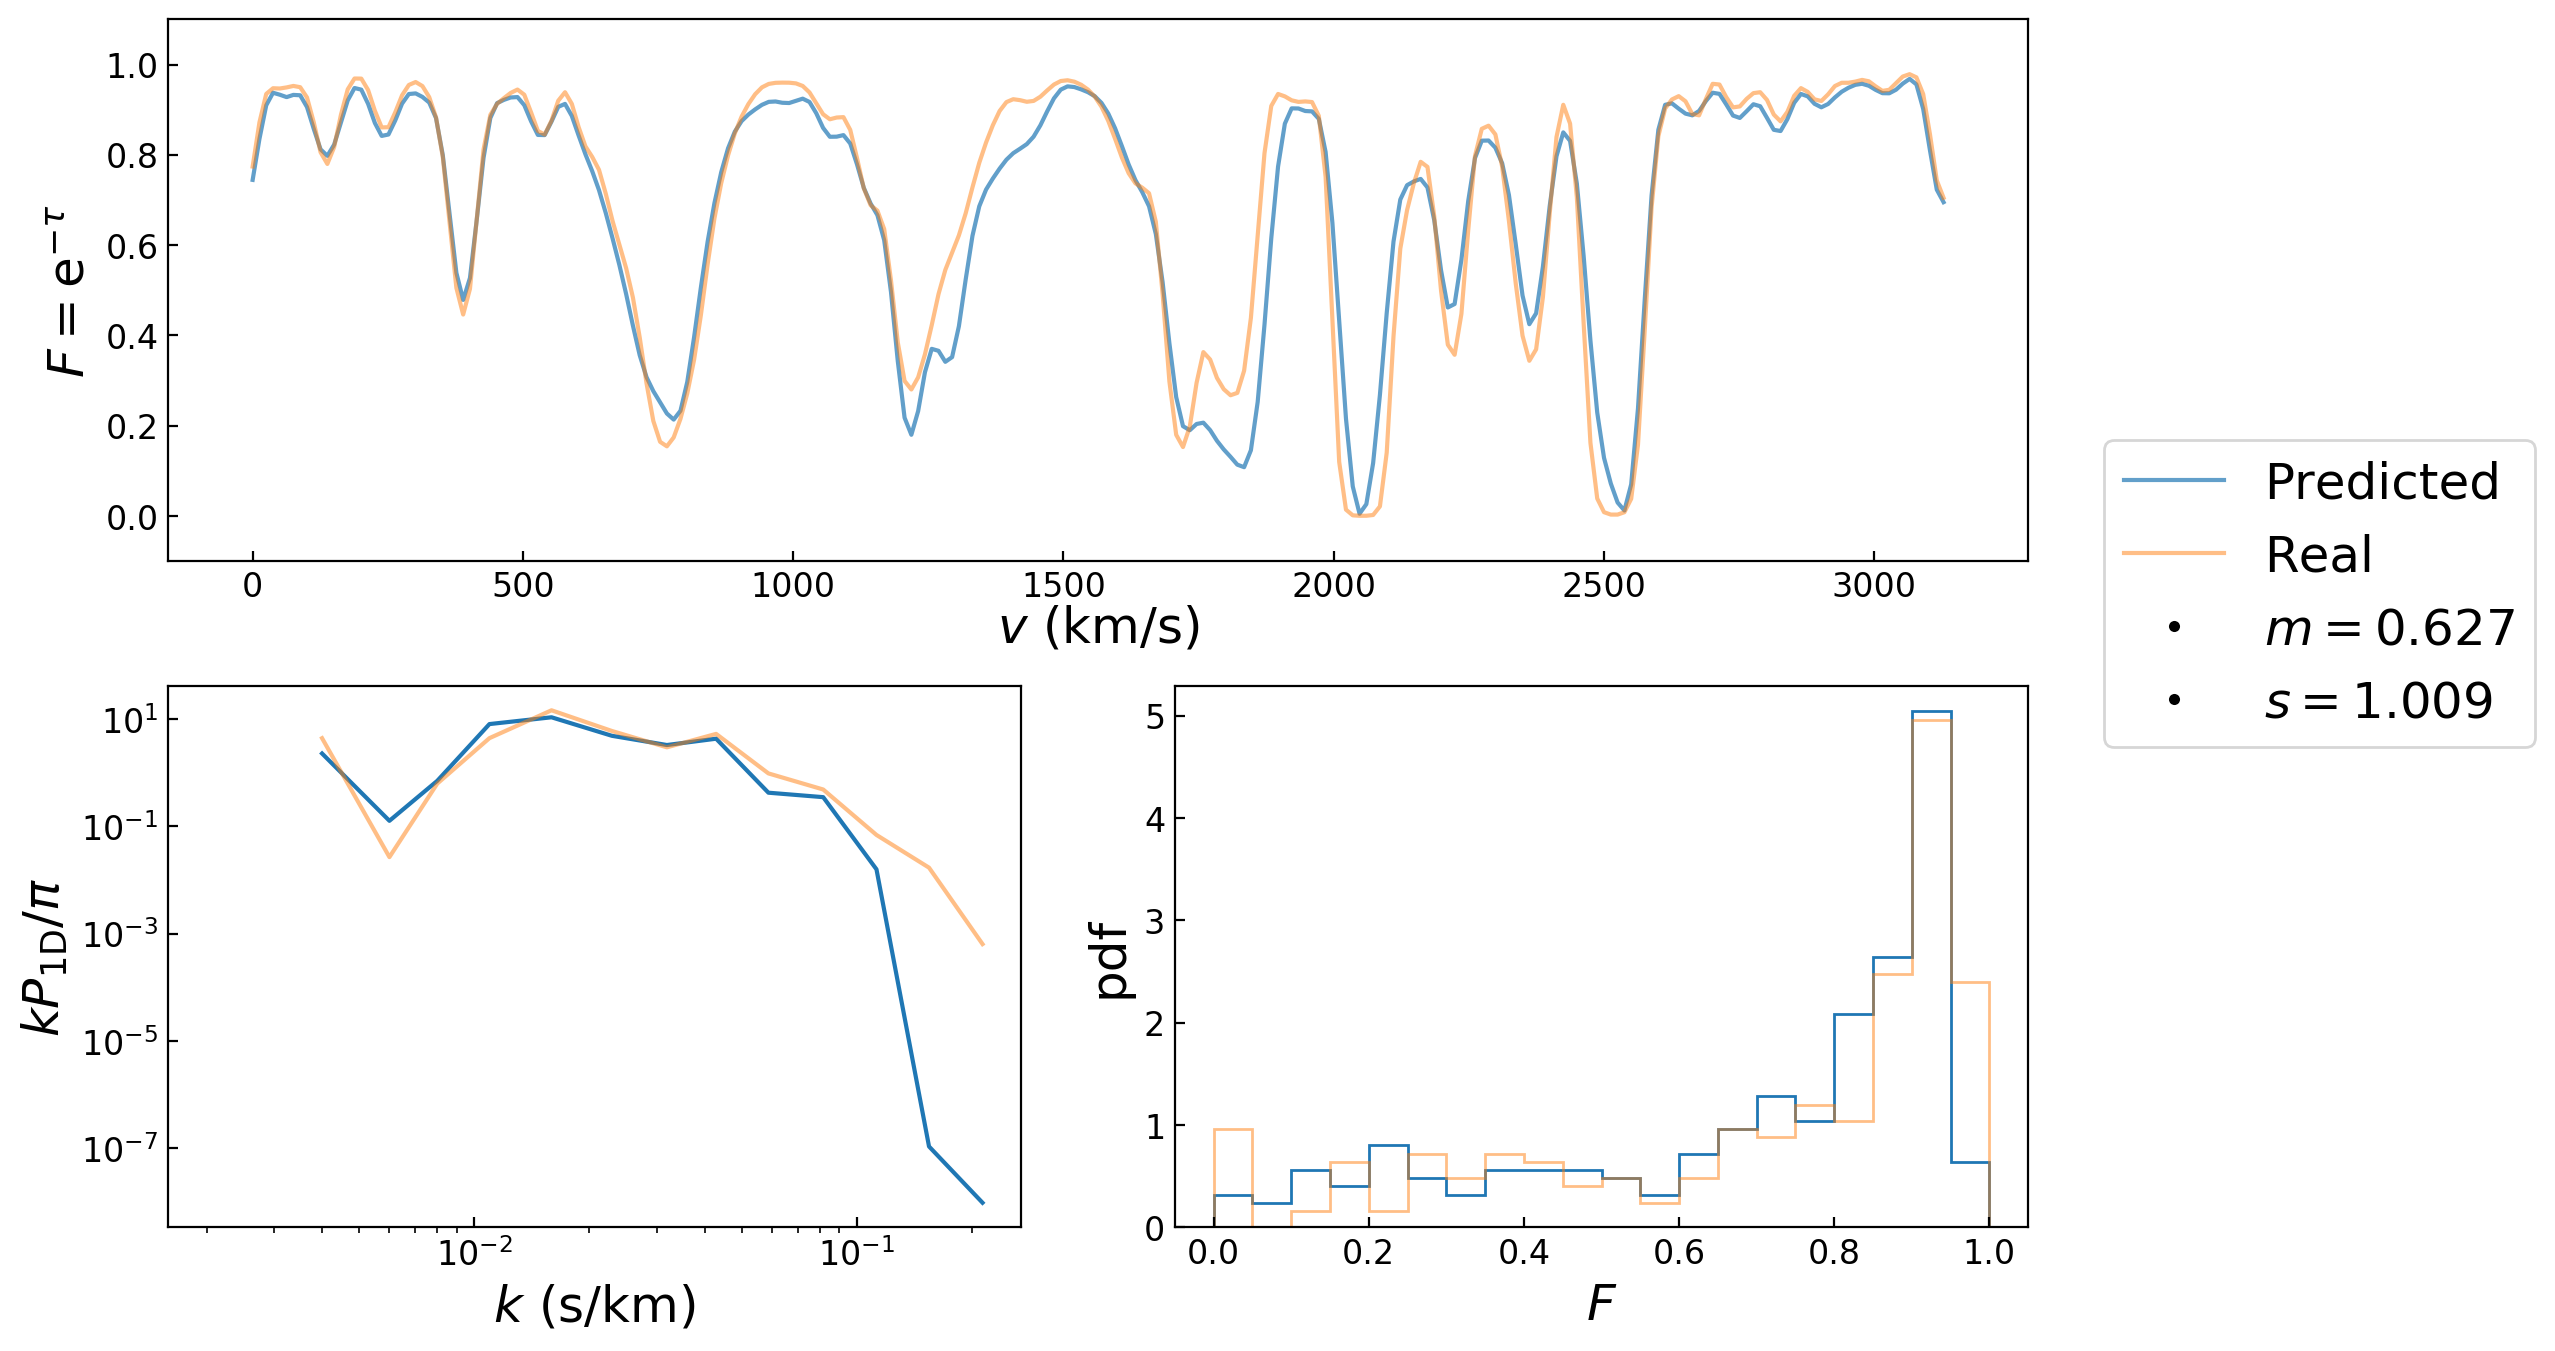 1.0
0.8
0.6
0.4
0.2
0.0
F = e^{-τ}
0 500 1000 1500 2000 2500 3000
v (km/s)
Predicted
Real
m = 0.627
s = 1.009
10^1
10^{-1}
10^{-3}
10^{-5}
10^{-7}
kP_{1D}/π
10^{-2} 10^{-1}
k (s/km)
5
4
3
2
1
0
pdf
0.0 0.2 0.4 0.6 0.8 1.0
F